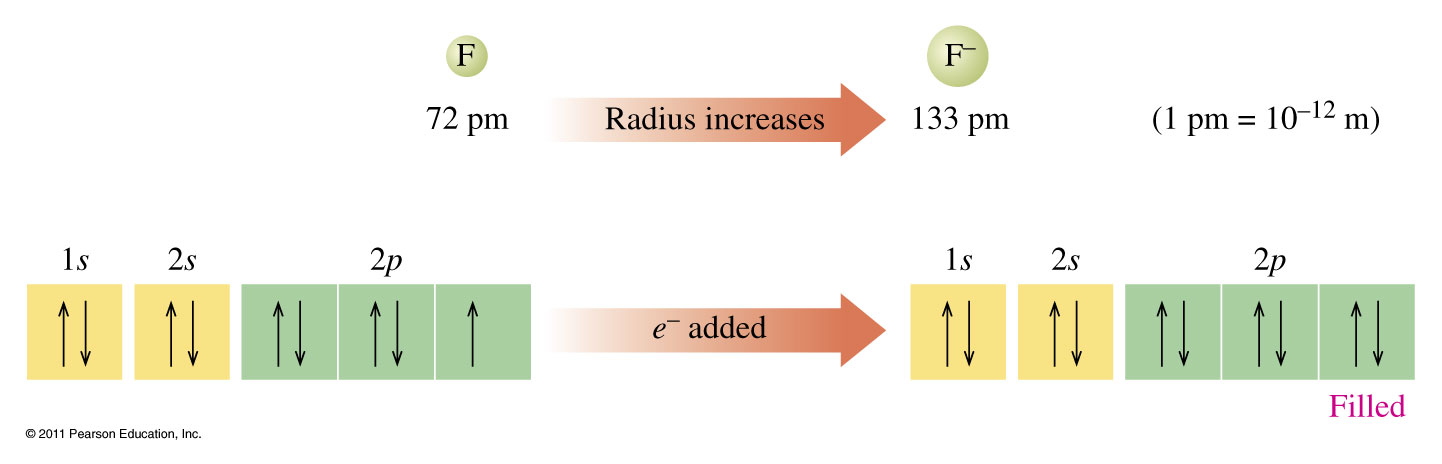 F
F⁻
72 pm
Radius increases
133 pm
(1 pm = 10⁻¹² m)
1s
2s
2p
1s
2s
2p
e⁻ added
Filled
© 2011 Pearson Education, Inc.